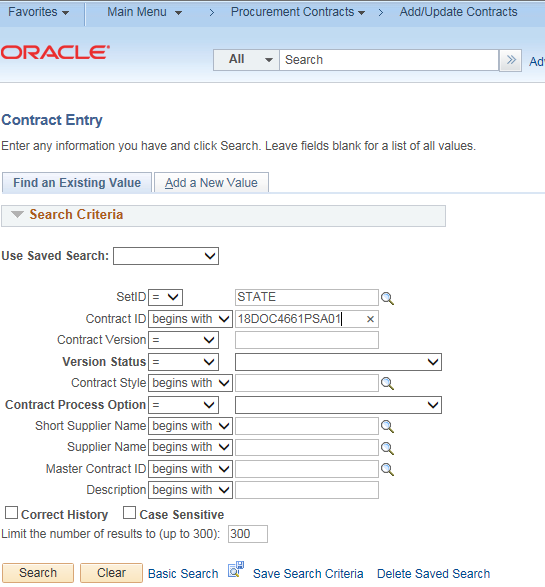 Favorites Main Menu > Procurement Contracts > Add/Update Contracts
ORACLE
All Search » Ad
Contract Entry
Enter any information you have and click Search. Leave fields blank for a list of all values.
Find an Existing Value Add a New Value
Search Criteria
Use Saved Search:
SetID = STATE
Contract ID begins with 18DOC4661PSA01 ×
Contract Version =
Version Status =
Contract Style begins with
Contract Process Option =
Short Supplier Name begins with
Supplier Name begins with
Master Contract ID begins with
Description begins with
Correct History Case Sensitive
Limit the number of results to (up to 300): 300
Search Clear Basic Search Save Search Criteria Delete Saved Search